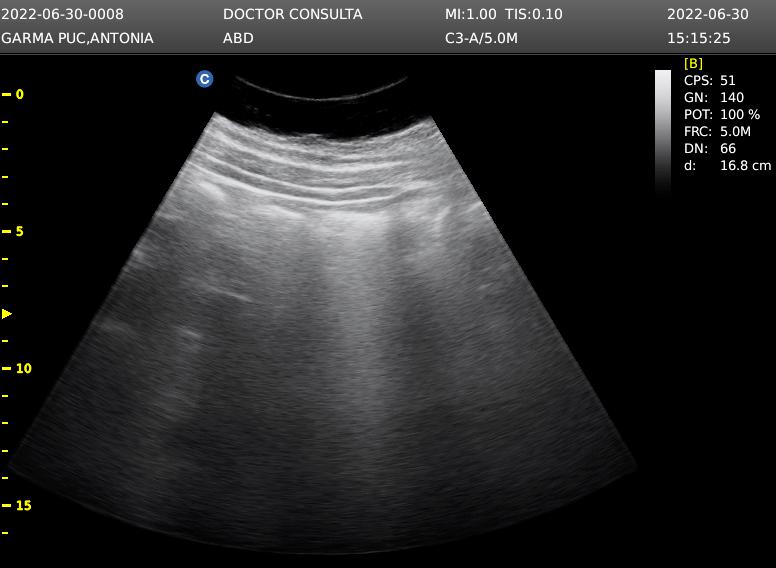 2022-06-30-0008 DOCTOR CONSULTA MI:1.00 TIS:0.10 2022-06-30
GARMA PUC,ANTONIA ABD C3-A/5.0M 15:15:25
[B]
C
CPS: 51
0
GN: 140
POT: 100 %
FRC: 5.0M
DN: 66
d: 16.8 cm
5
10
15